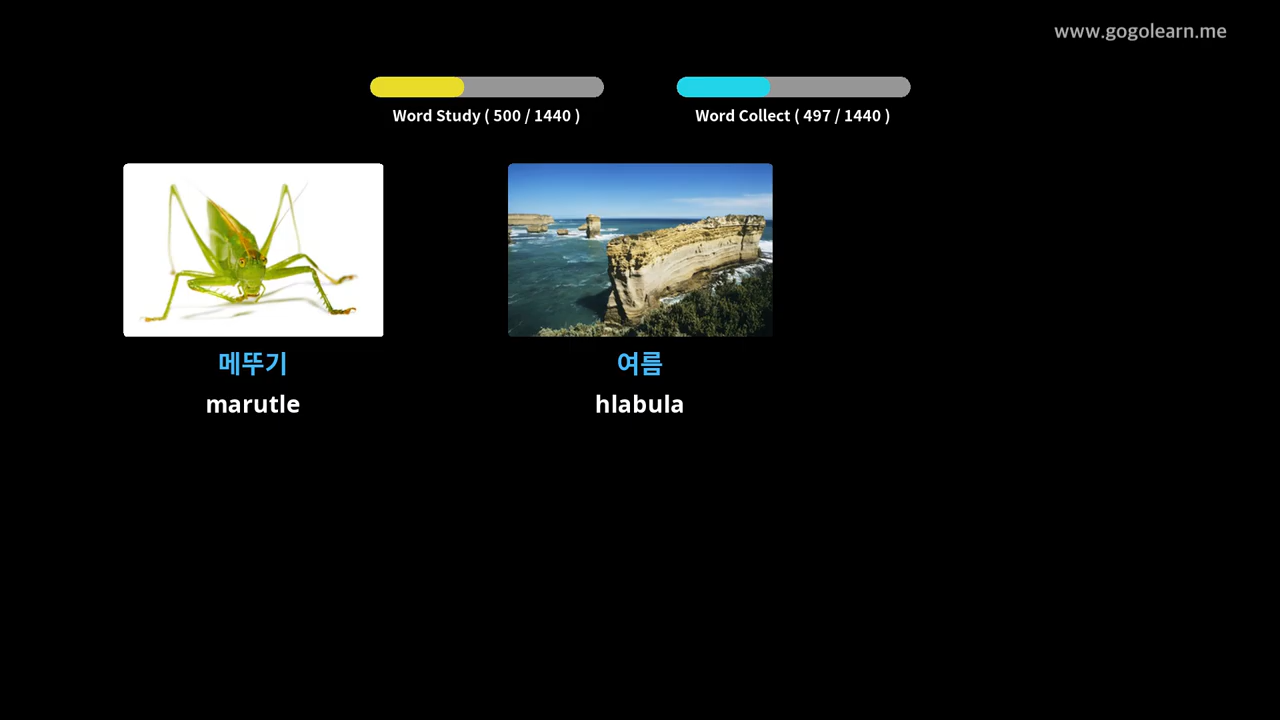 www.gogolearn.me
Word Study ( 500 / 1440 )
Word Collect ( 497 / 1440 )
메뚜기
marutle
여름
hlabula